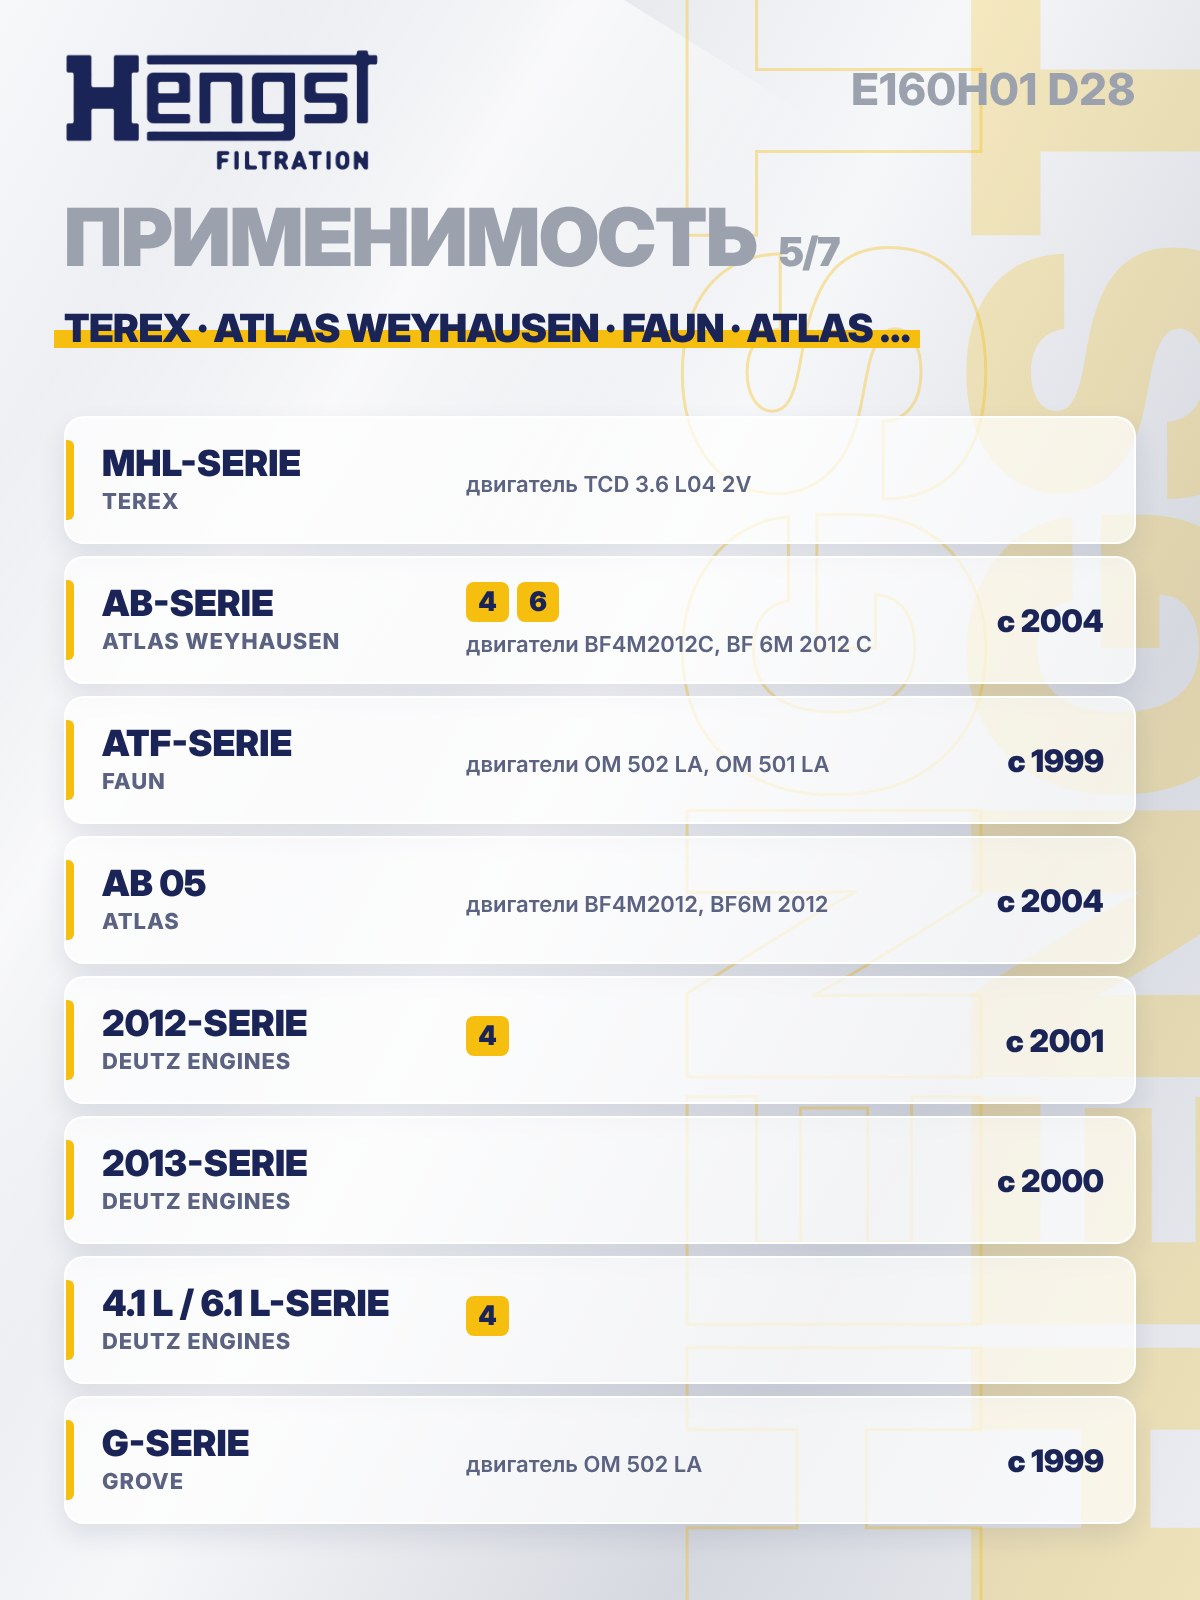 Hengst
FILTRATION
E160H01 D28
ПРИМЕНИМОСТЬ 5/7
TEREX · ATLAS WEYHAUSEN · FAUN · ATLAS ...
MHL-SERIE
TEREX
двигатель TCD 3.6 L04 2V
AB-SERIE
ATLAS WEYHAUSEN
4 6
двигатели BF4M2012C, BF 6M 2012 C
с 2004
ATF-SERIE
FAUN
двигатели OM 502 LA, OM 501 LA
с 1999
AB 05
ATLAS
двигатели BF4M2012, BF6M 2012
с 2004
2012-SERIE
DEUTZ ENGINES
4
с 2001
2013-SERIE
DEUTZ ENGINES
с 2000
4.1 L / 6.1 L-SERIE
DEUTZ ENGINES
4
G-SERIE
GROVE
двигатель OM 502 LA
с 1999
HENGST
HENGST